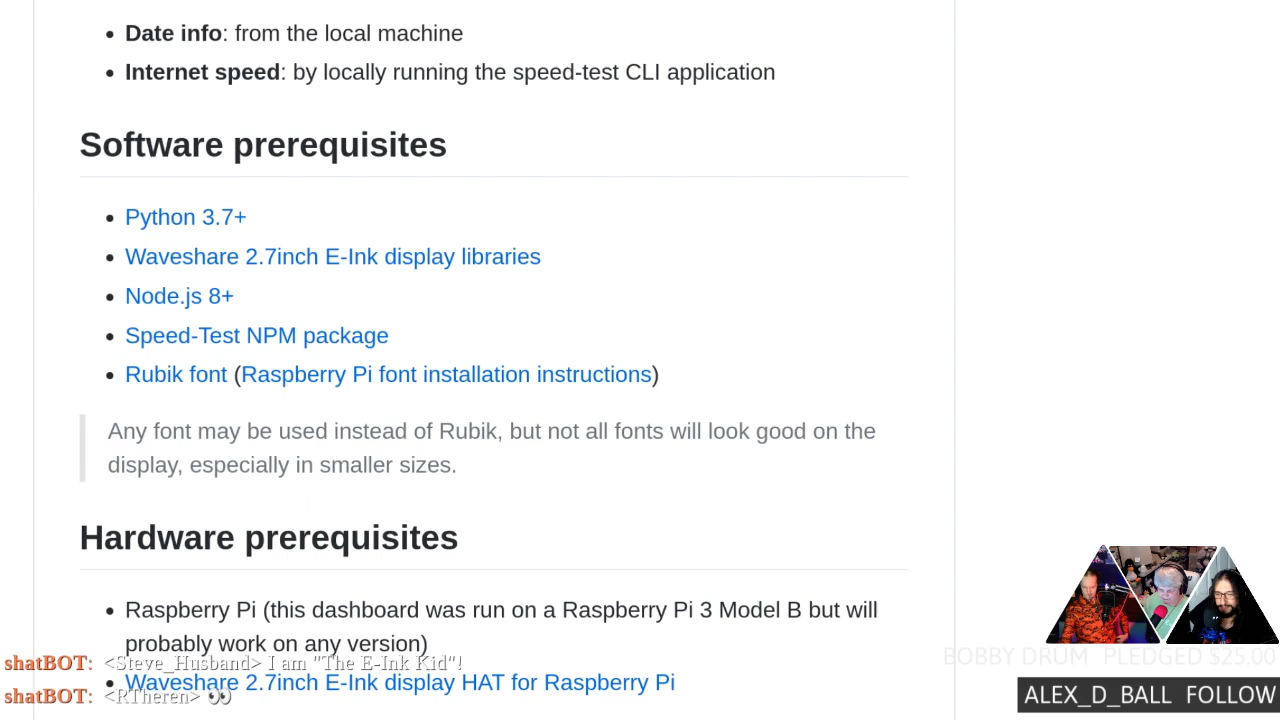 Date info: from the local machine
Internet speed: by locally running the speed-test CLI application
Software prerequisites
Python 3.7+
Waveshare 2.7inch E-Ink display libraries
Node.js 8+
Speed-Test NPM package
Rubik font (Raspberry Pi font installation instructions)
Any font may be used instead of Rubik, but not all fonts will look good on the
display, especially in smaller sizes.
Hardware prerequisites
Raspberry Pi (this dashboard was run on a Raspberry Pi 3 Model B but will
probably work on any version)
shatBOT: <Steve_Husband> I am "The E-Ink Kid"!
Waveshare 2.7inch E-Ink display HAT for Raspberry Pi
shatBOT: <RTheren> 👀
BOBBY DRUM PLEDGED $25.00
ALEX_D_BALL FOLLOW